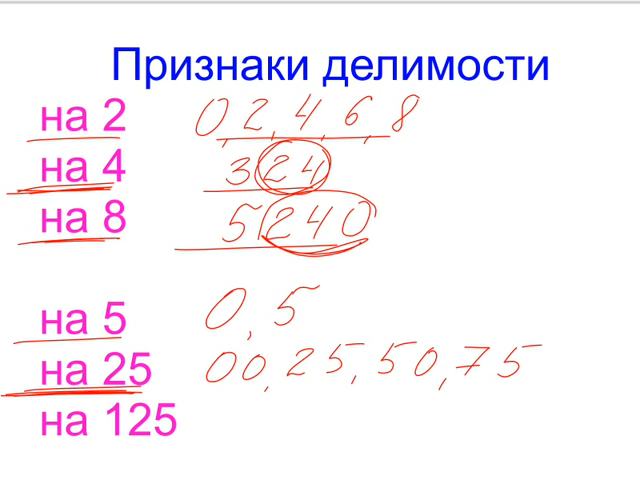 Признаки делимости
на 2 0, 2, 4, 6, 8
на 4 324
на 8 5240
на 5 0, 5
на 25 00, 25, 50, 75
на 125